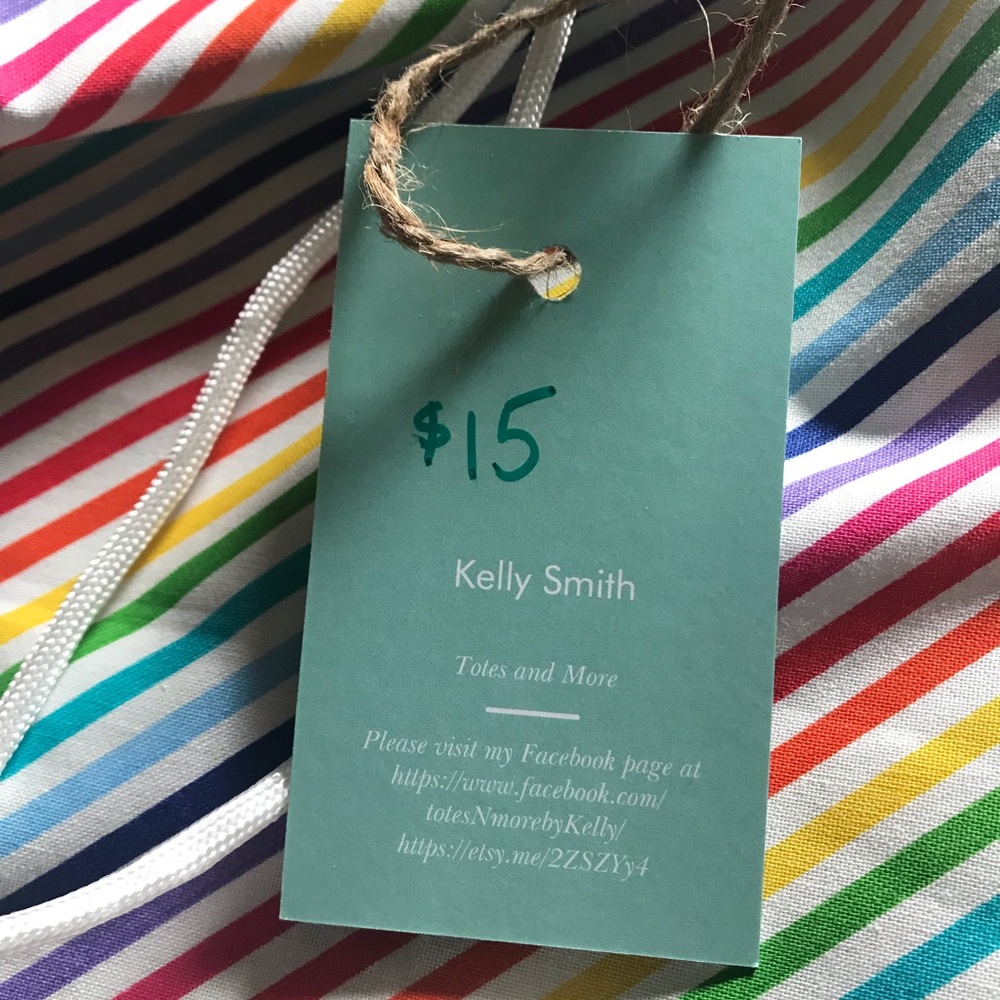 $15
Kelly Smith
Totes and More
Please visit my Facebook page at
https://www.facebook.com/
totesNmorebyKelly/
https://etsy.me/2ZSZYy4